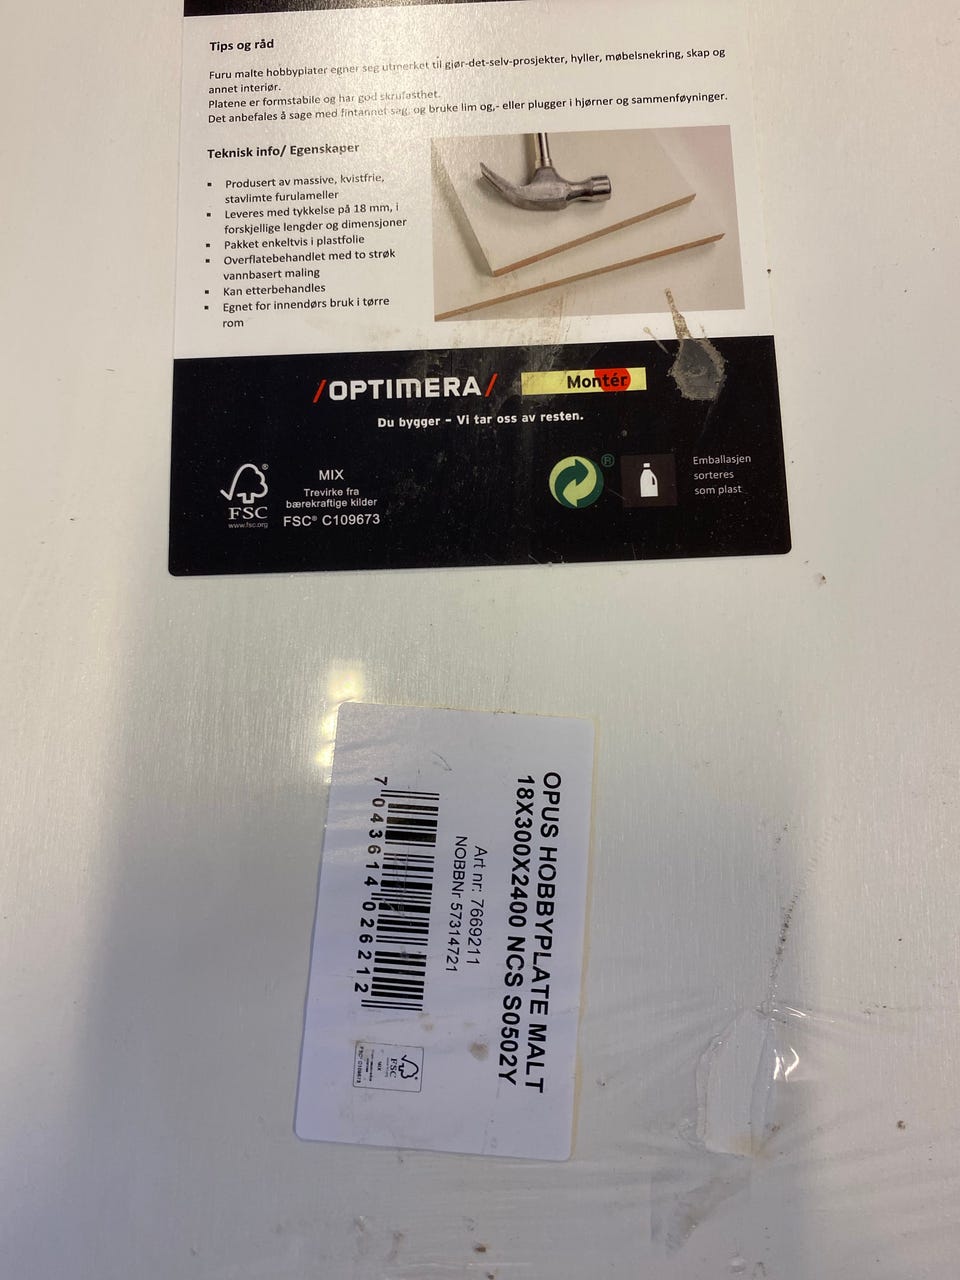 Tips og råd
Furu malte hobbyplater egner seg utmerket til gjør-det-selv-prosjekter, hyller, møbelsnekring, skap og
annet interiør.
Platene er formstabile og har god skrufasthet.
Det anbefales å sage med fintannet sag, og bruke lim og,- eller plugger i hjørner og sammenføyninger.
Teknisk info/ Egenskaper
▪ Produsert av massive, kvistfrie,
stavlimte furulameller
▪ Leveres med tykkelse på 18 mm, i
forskjellige lengder og dimensjoner
▪ Pakket enkeltvis i plastfolie
▪ Overflatebehandlet med to strøk
vannbasert maling
▪ Kan etterbehandles
▪ Egnet for innendørs bruk i tørre
rom
/OPTIMERA/
Montér
Du bygger – Vi tar oss av resten.
FSC®
www.fsc.org
MIX
Trevirke fra
bærekraftige kilder
FSC® C109673
®
Emballasjen
sorteres
som plast
OPUS HOBBYPLATE MALT
18X300X2400 NCS S0502Y
Art nr: 7669211
NOBBNr 57314721
7 043614 026212
FSC
MIX
FSC® C109673